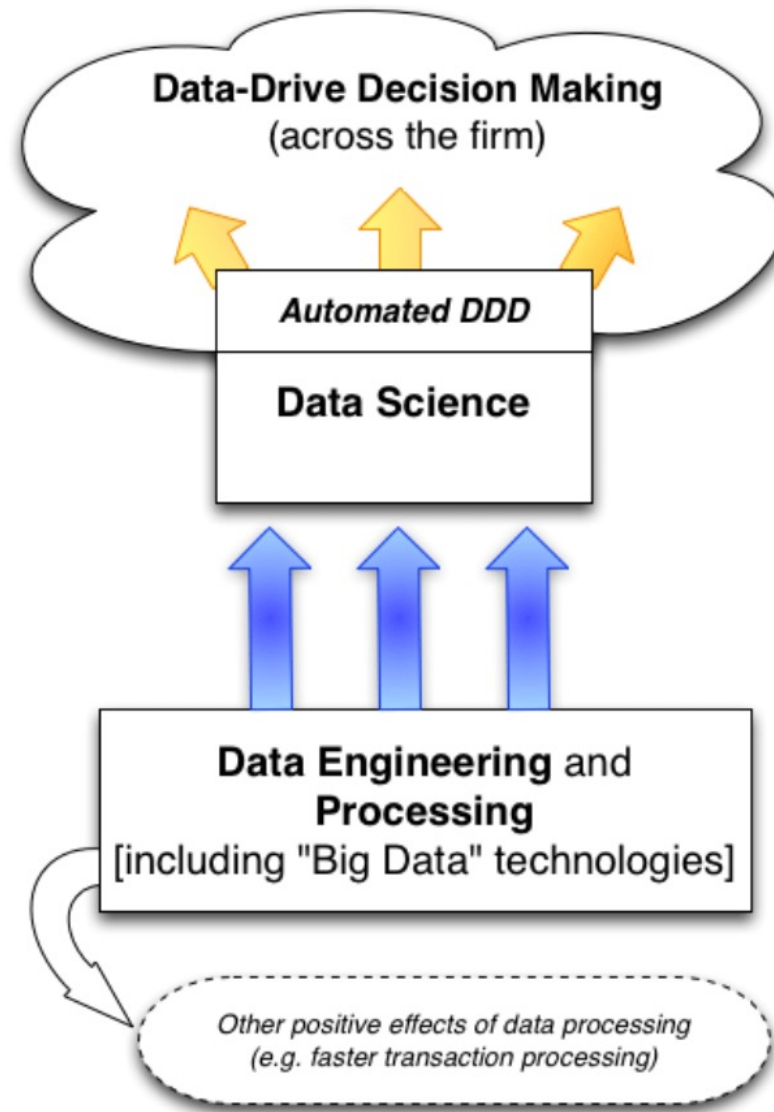 Data-Drive Decision Making
(across the firm)
Automated DDD
Data Science
Data Engineering and
Processing
[including "Big Data" technologies]
Other positive effects of data processing
(e.g. faster transaction processing)